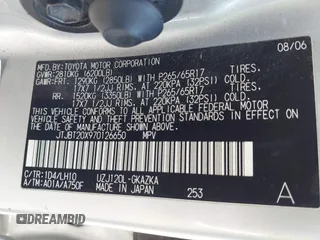 08/06
MFD. BY: TOYOTA MOTOR CORPORATION
GVWR: 2810KG (6200LB)
GAWR: FRT. 1290KG (2850LB) WITH P265/65R17 TIRES,
17X7 1/2JJ RIMS, AT 220KPA (32PSI) COLD.
RR. 1520KG (3350LB) WITH P265/65R17 TIRES,
17X7 1/2JJ RIMS, AT 220KPA (32PSI) COLD.
THIS VEHICLE CONFORMS TO ALL APPLICABLE FEDERAL MOTOR
VEHICLE SAFETY AND THEFT PREVENTION STANDARDS IN EFFECT
ON THE DATE OF MANUFACTURE SHOWN ABOVE.
JTJBT20X970126650 MPV
C/TR: 1D4/LH10 UZJ120L-GKAZKA
A/TM: A01A/A750F MADE IN JAPAN 253 A